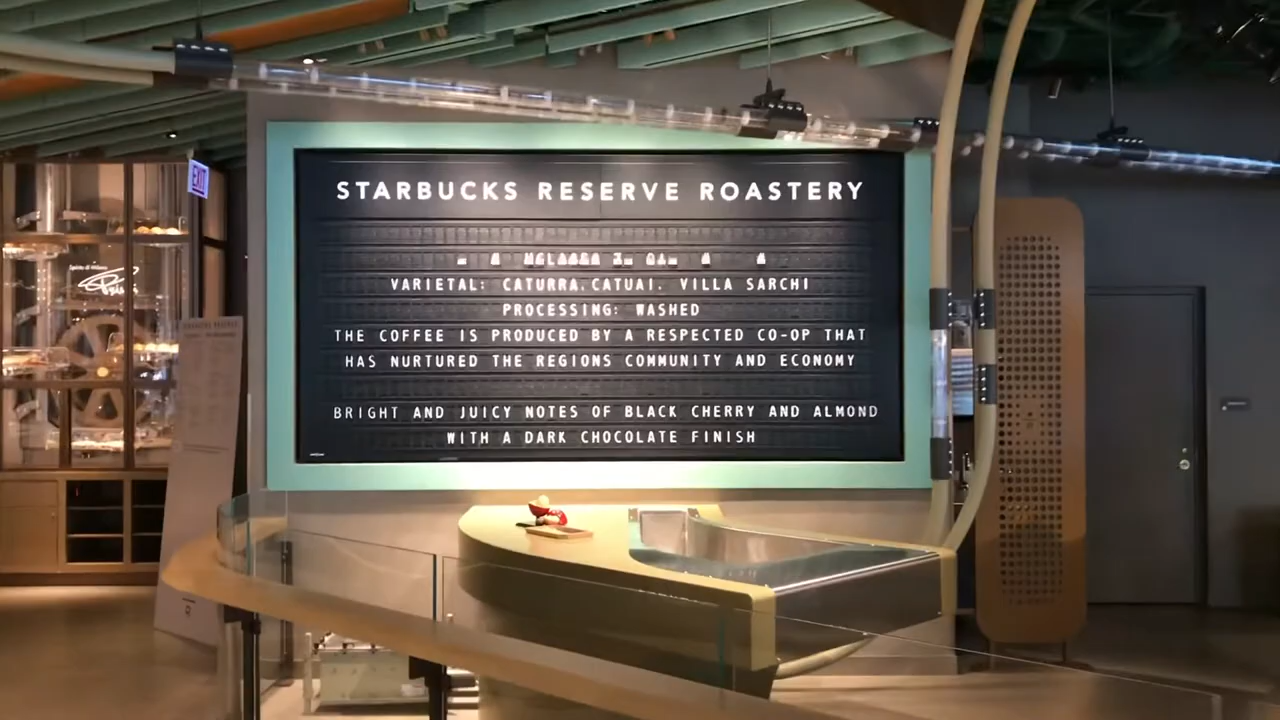 STARBUCKS RESERVE ROASTERY
VARIETAL: CATURRA, CATUAI. VILLA SARCHI
PROCESSING: WASHED
THE COFFEE IS PRODUCED BY A RESPECTED CO-OP THAT
HAS NURTURED THE REGIONS COMMUNITY AND ECONOMY
BRIGHT AND JUICY NOTES OF BLACK CHERRY AND ALMOND
WITH A DARK CHOCOLATE FINISH
EXIT
STARBUCKS RESERVE